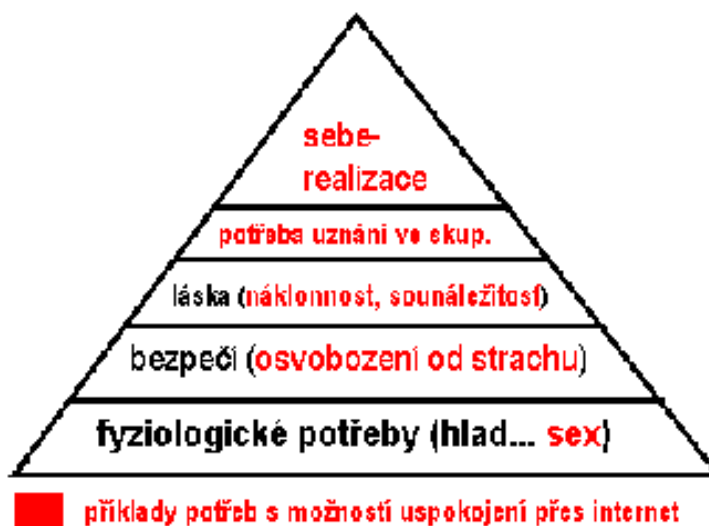 sebe-
realizace
potřeba uznání ve skup.
láska (náklonnost, sounáležitost)
bezpečí (osvobození od strachu)
fyziologické potřeby (hlad... sex)
příklady potřeb s možností uspokojení přes internet